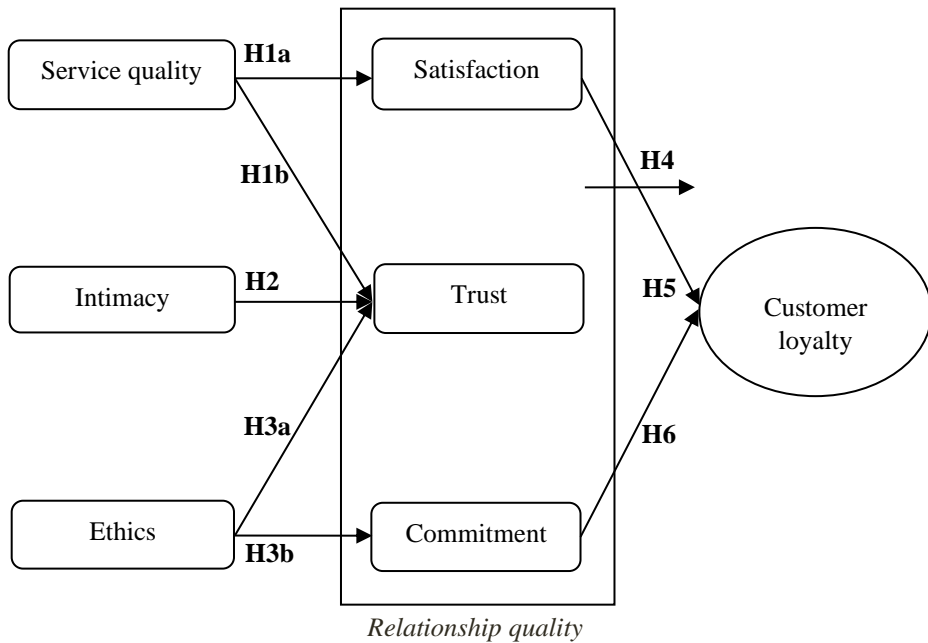 H1a
Service quality
Satisfaction
H1b
H4
Intimacy
H2
Trust
H5
Customer
loyalty
H3a
H6
Ethics
H3b
Commitment
Relationship quality